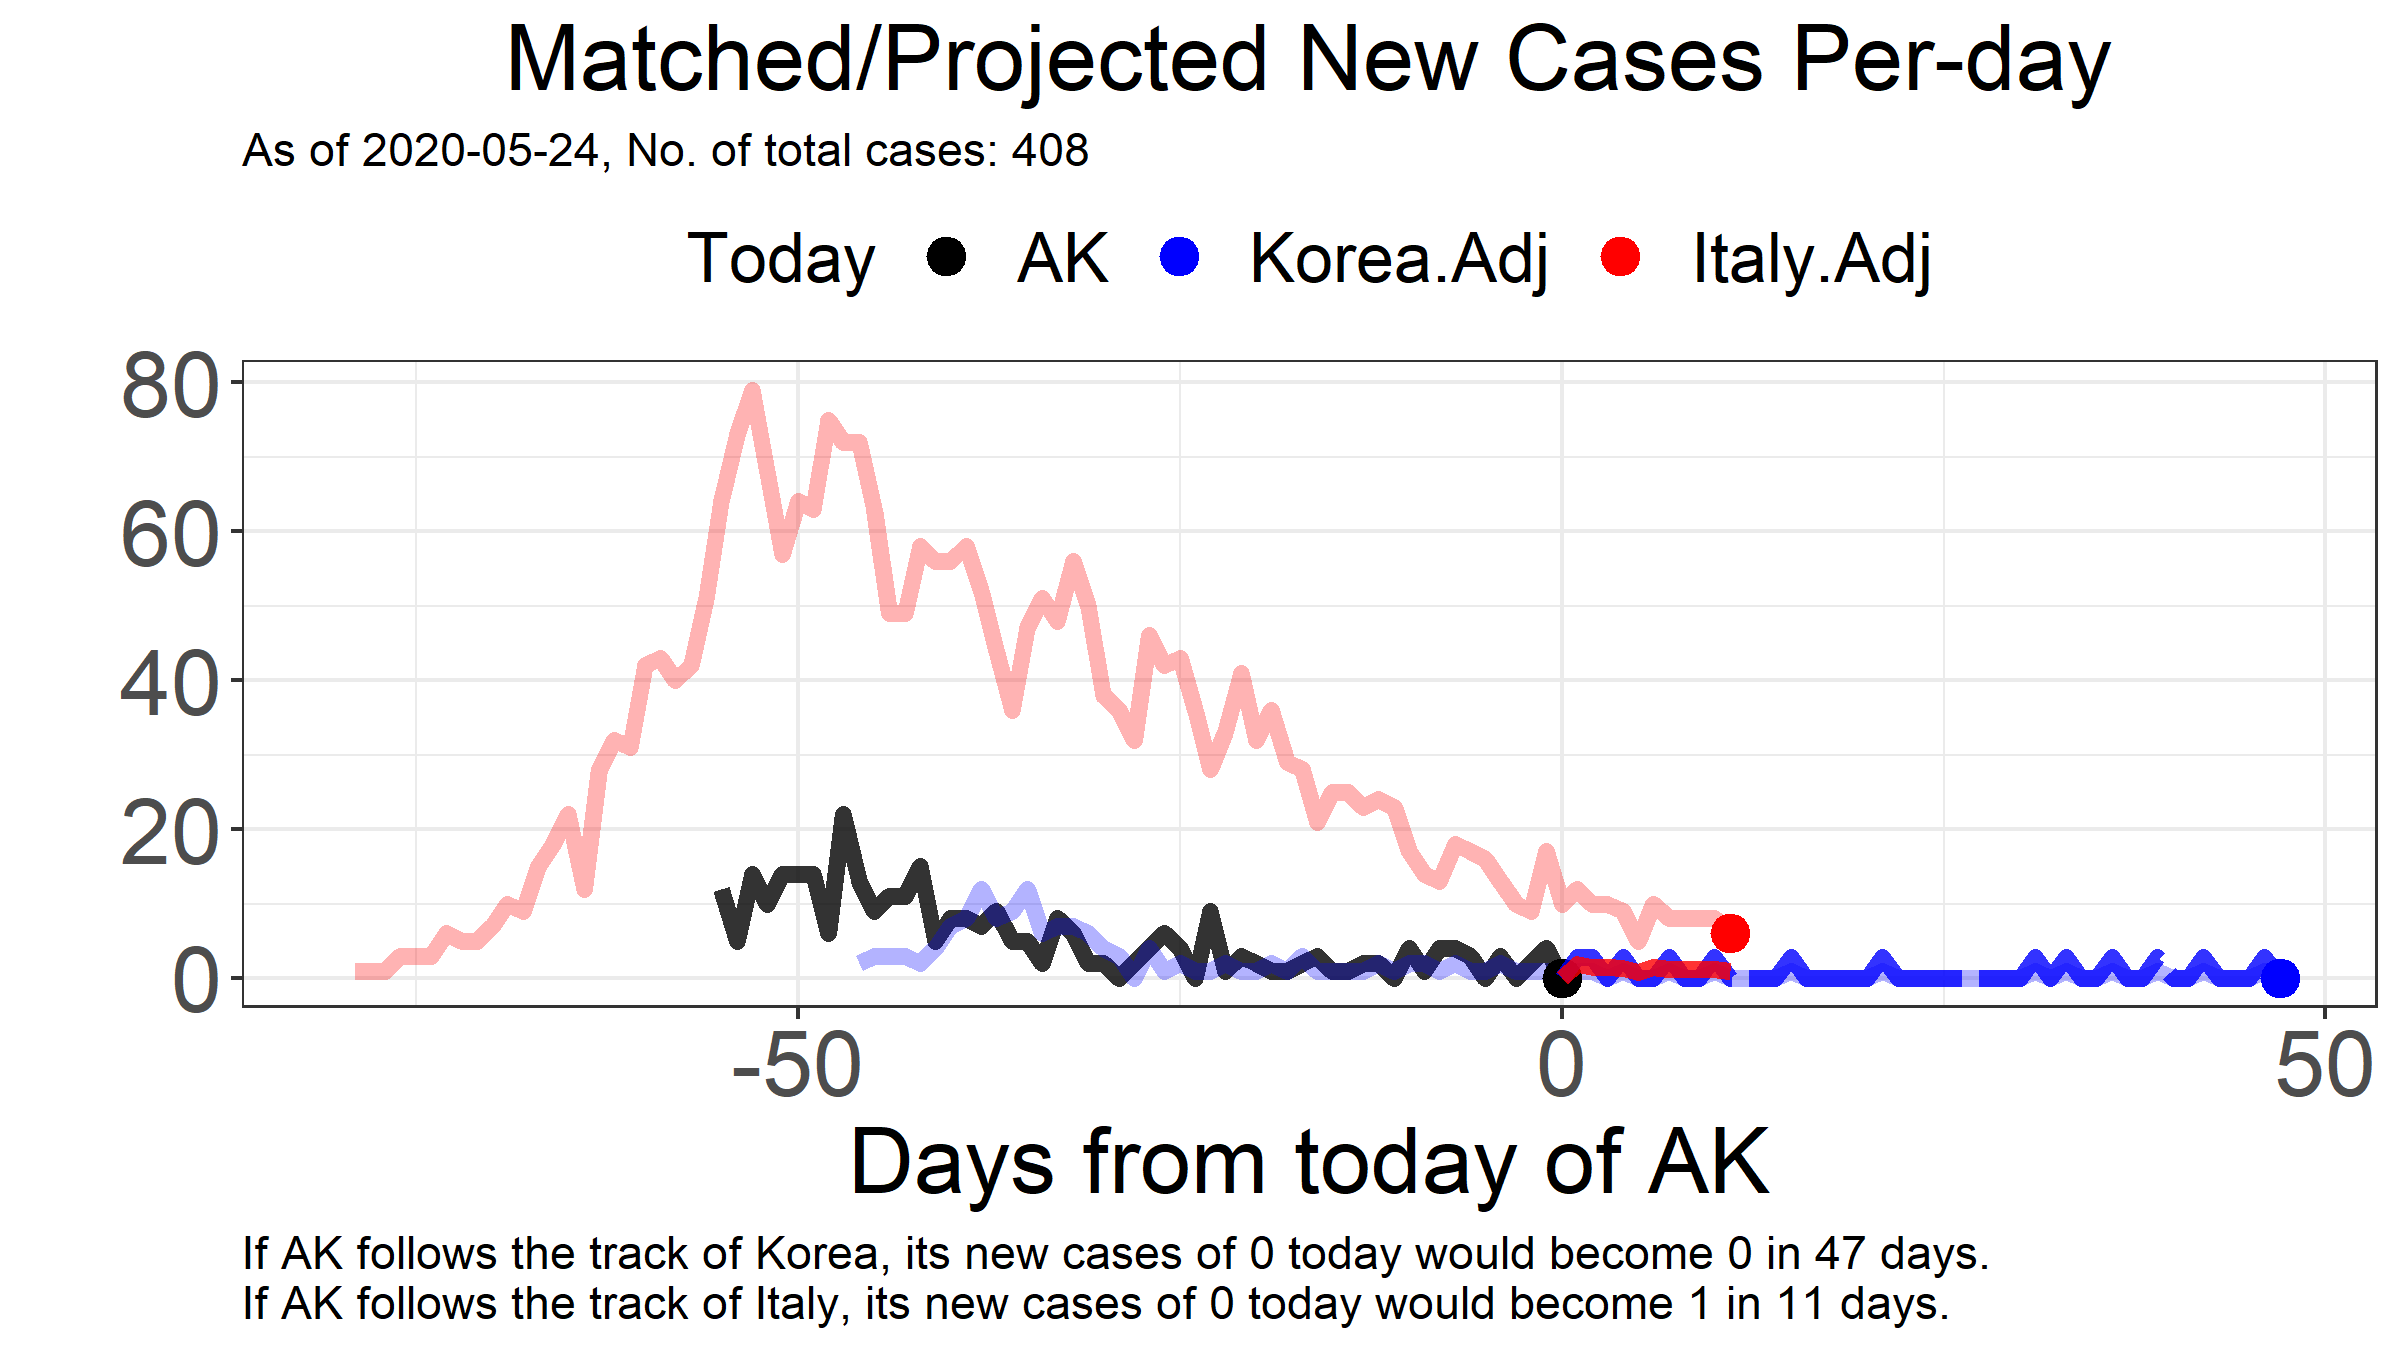 Matched/Projected New Cases Per-day
As of 2020-05-24, No. of total cases: 408
Today AK Korea.Adj Italy.Adj
80
60
40
20
0
-50 0 50
Days from today of AK
If AK follows the track of Korea, its new cases of 0 today would become 0 in 47 days.
If AK follows the track of Italy, its new cases of 0 today would become 1 in 11 days.